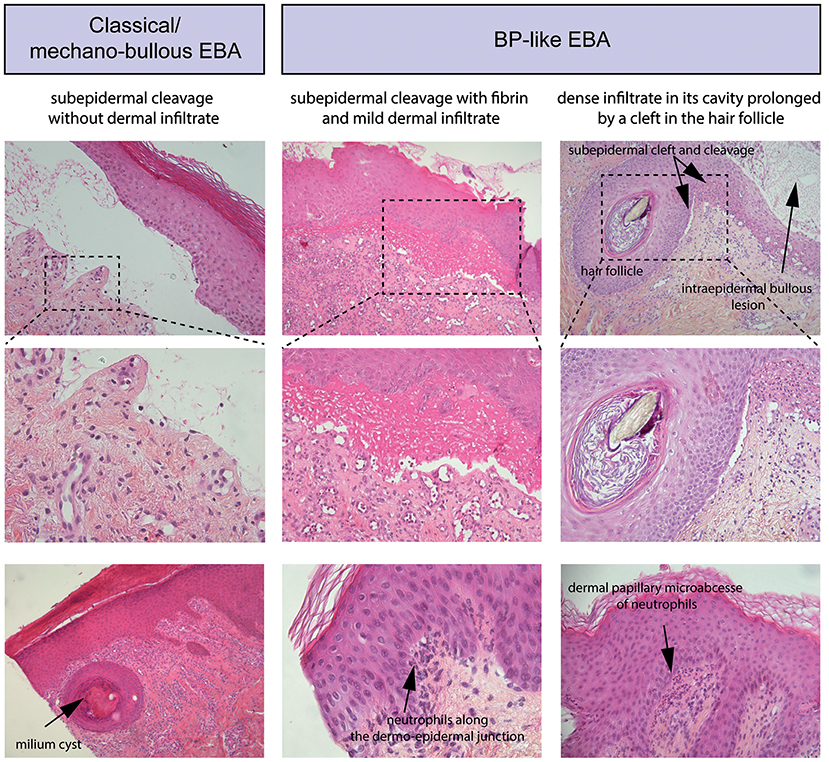 Classical/
mechano-bullous EBA
BP-like EBA
subepidermal cleavage
without dermal infiltrate
subepidermal cleavage with fibrin
and mild dermal infiltrate
dense infiltrate in its cavity prolonged
by a cleft in the hair follicle
subepidermal cleft and cleavage
hair follicle
intraepidermal bullous
lesion
milium cyst
neutrophils along
the dermo-epidermal junction
dermal papillary microabcesse
of neutrophils